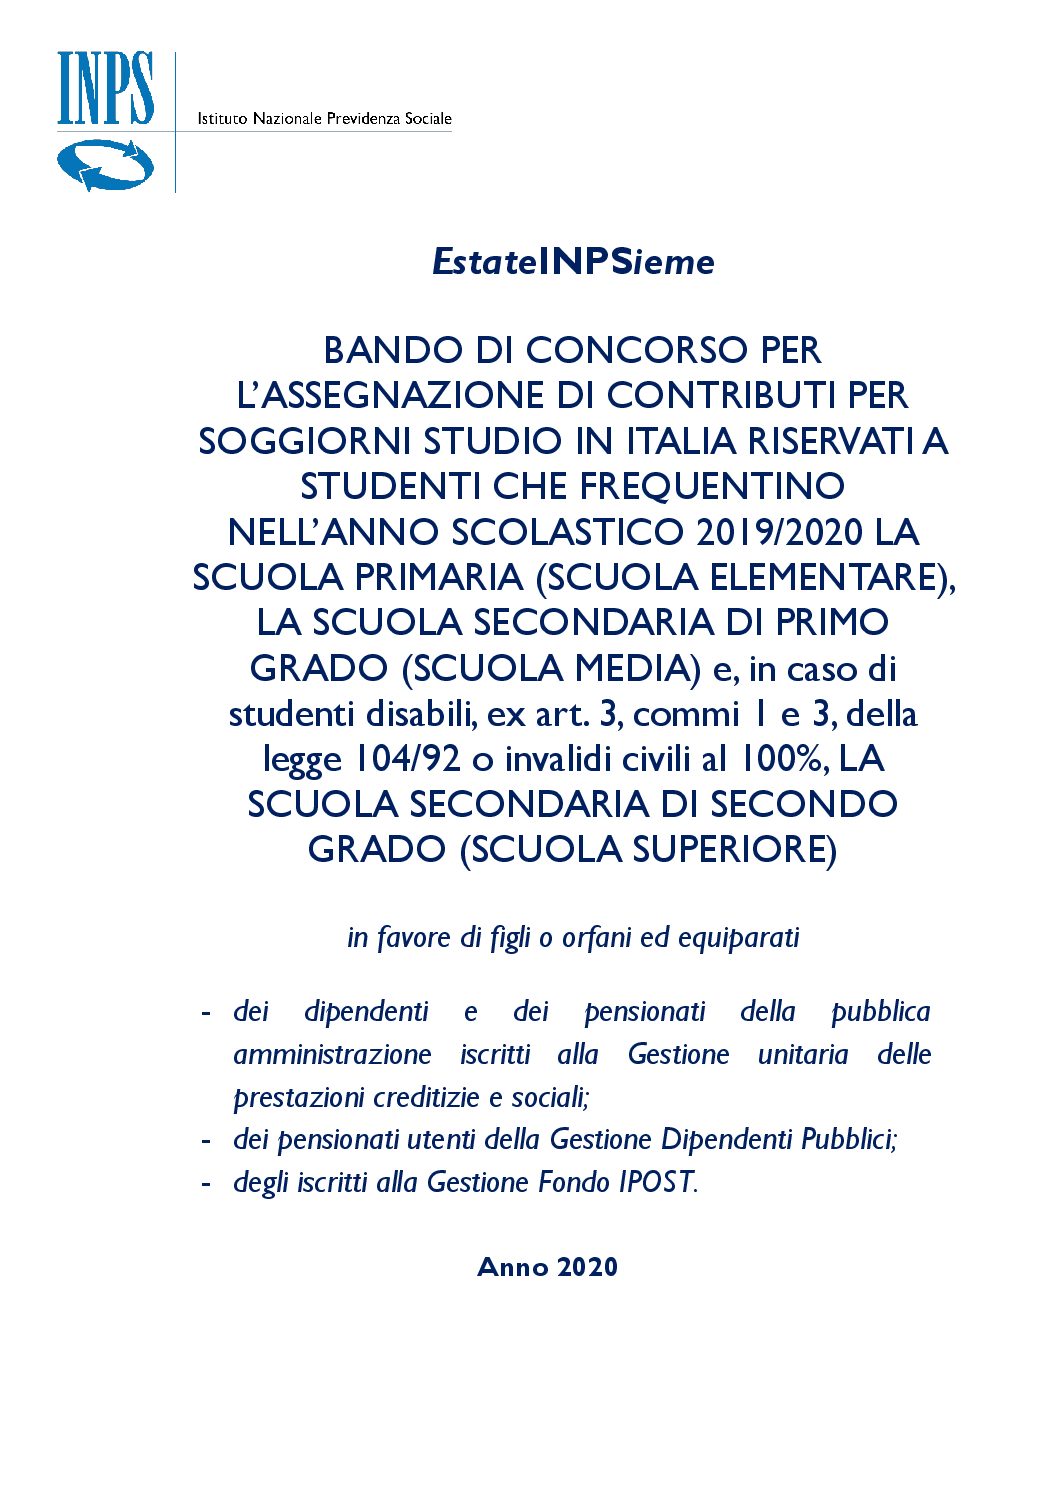 INPS
Istituto Nazionale Previdenza Sociale
EstateINPSieme
BANDO DI CONCORSO PER
L’ASSEGNAZIONE DI CONTRIBUTI PER
SOGGIORNI STUDIO IN ITALIA RISERVATI A
STUDENTI CHE FREQUENTINO
NELL’ANNO SCOLASTICO 2019/2020 LA
SCUOLA PRIMARIA (SCUOLA ELEMENTARE),
LA SCUOLA SECONDARIA DI PRIMO
GRADO (SCUOLA MEDIA) e, in caso di
studenti disabili, ex art. 3, commi 1 e 3, della
legge 104/92 o invalidi civili al 100%, LA
SCUOLA SECONDARIA DI SECONDO
GRADO (SCUOLA SUPERIORE)
in favore di figli o orfani ed equiparati
- dei dipendenti e dei pensionati della pubblica
amministrazione iscritti alla Gestione unitaria delle
prestazioni creditizie e sociali;
- dei pensionati utenti della Gestione Dipendenti Pubblici;
- degli iscritti alla Gestione Fondo IPOST.
Anno 2020